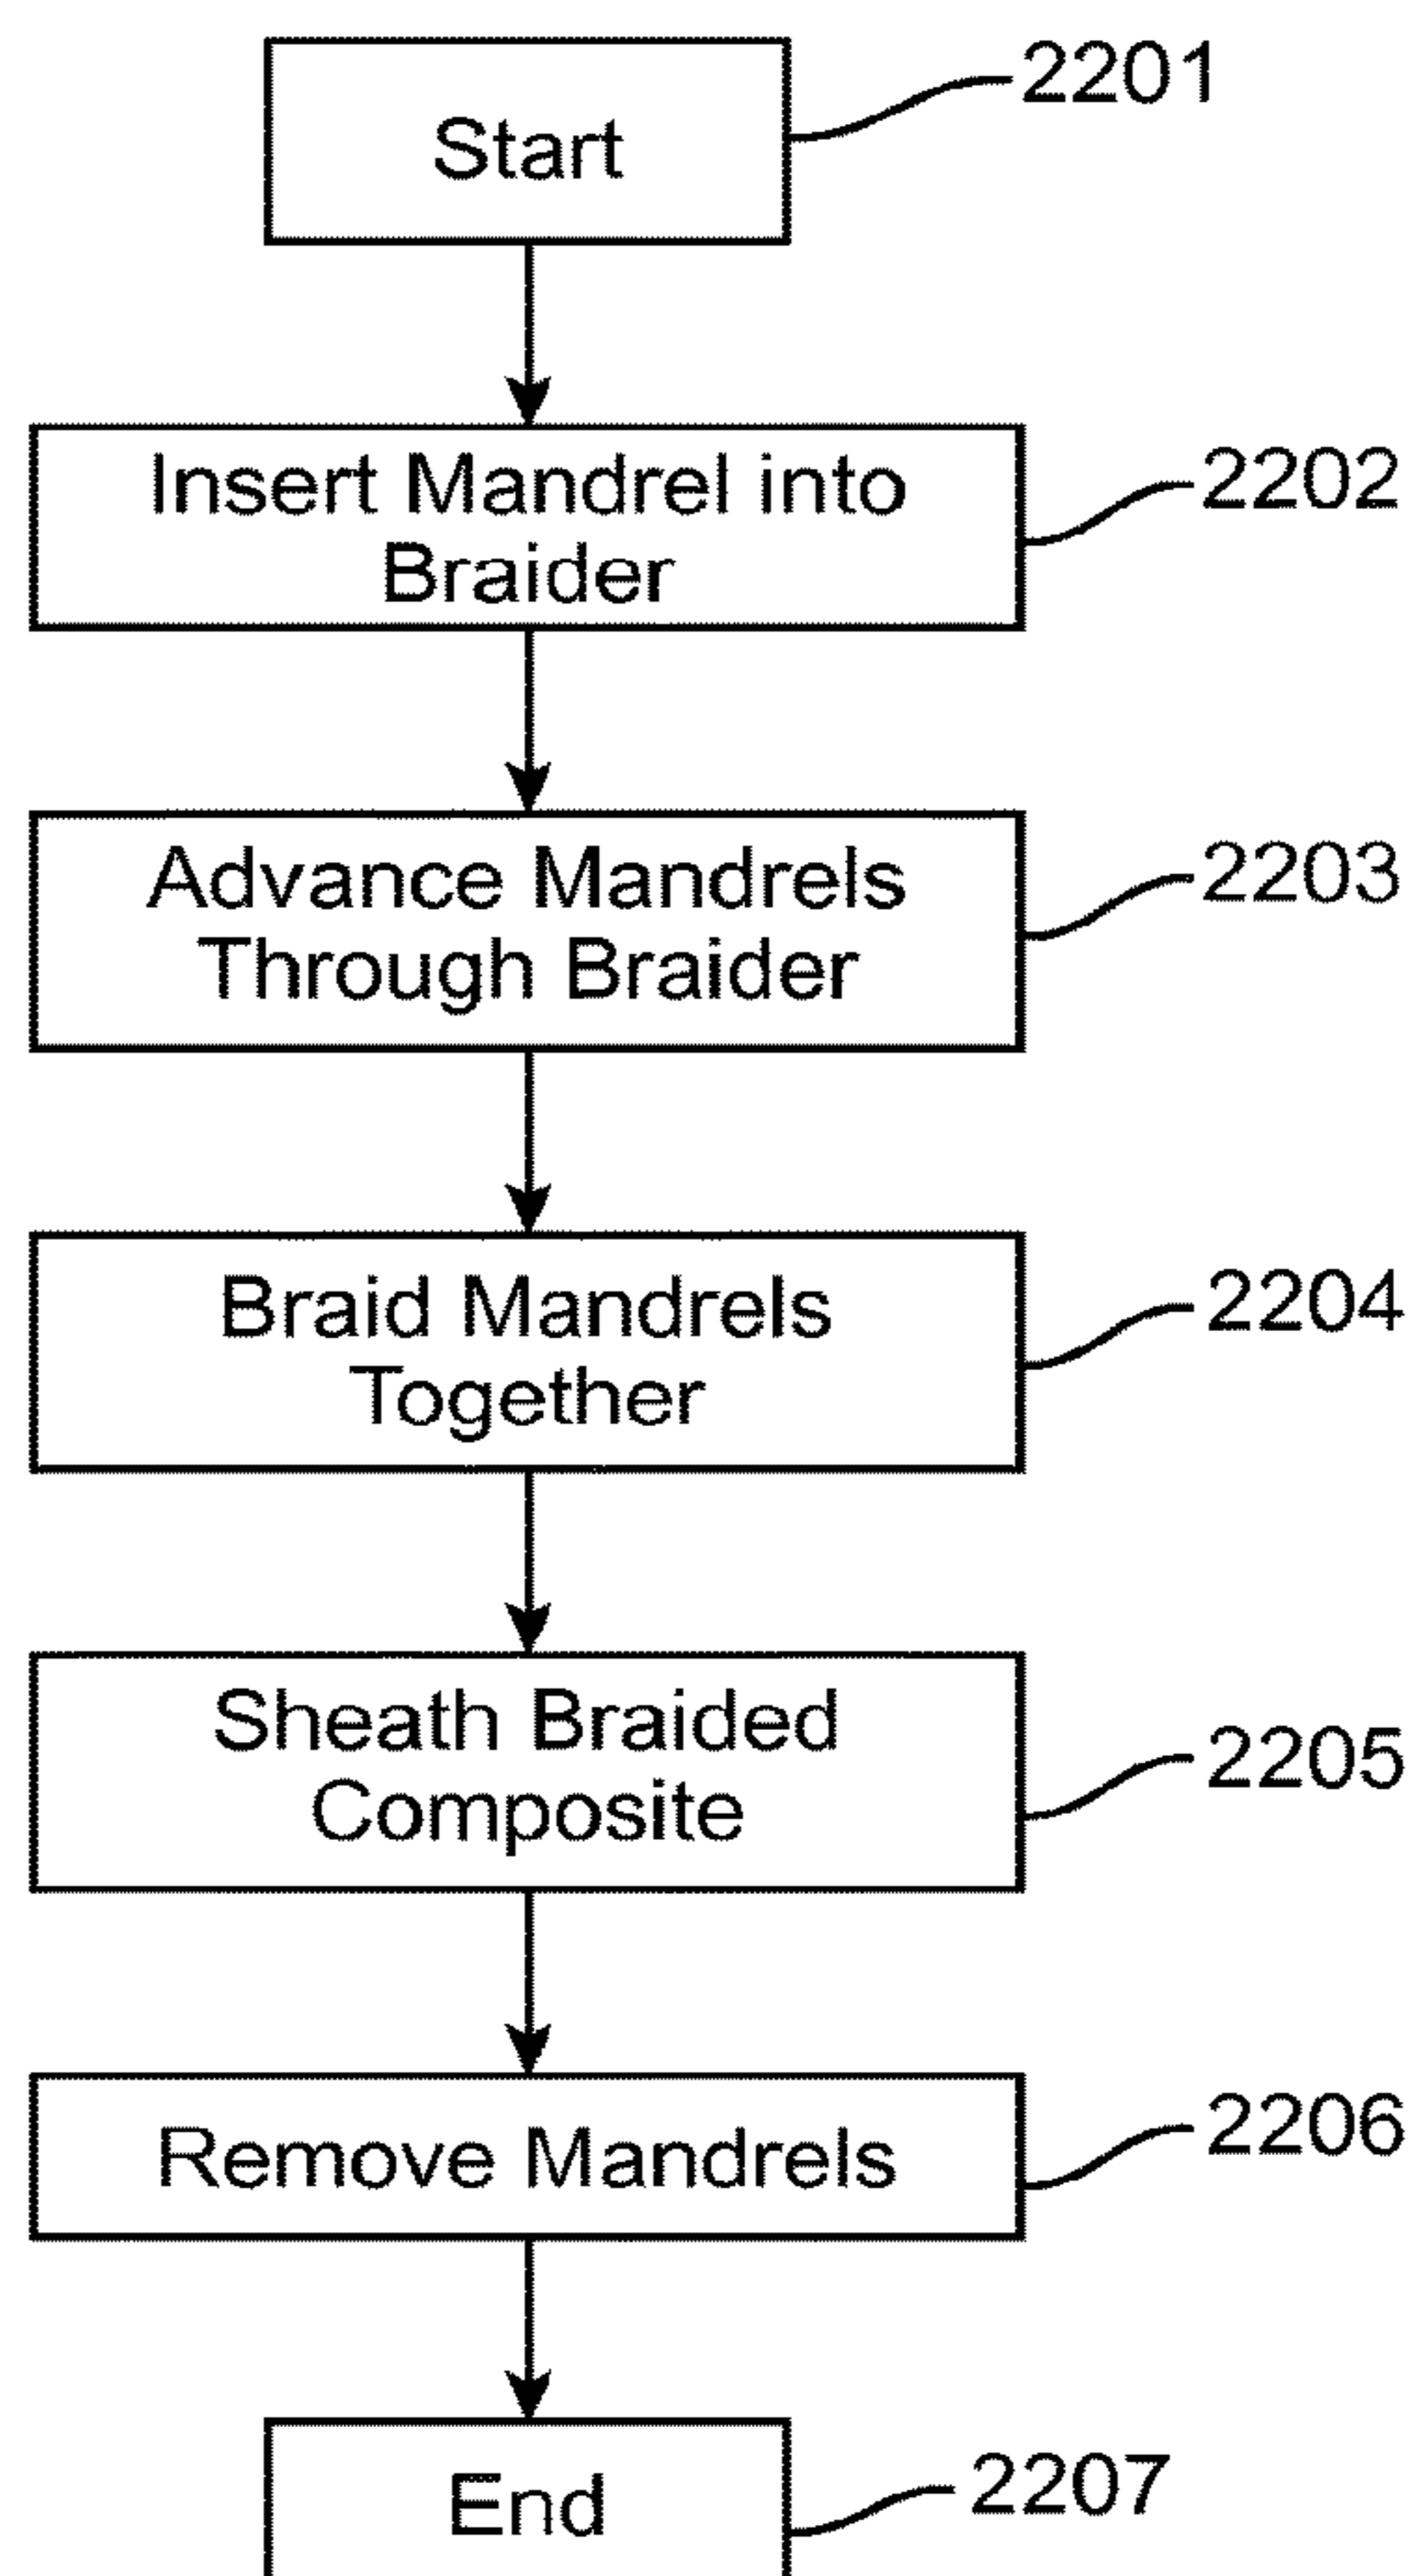 Start
2201
Insert Mandrel into
Braider
2202
Advance Mandrels
Through Braider
2203
Braid Mandrels
Together
2204
Sheath Braided
Composite
2205
Remove Mandrels
2206
End
2207